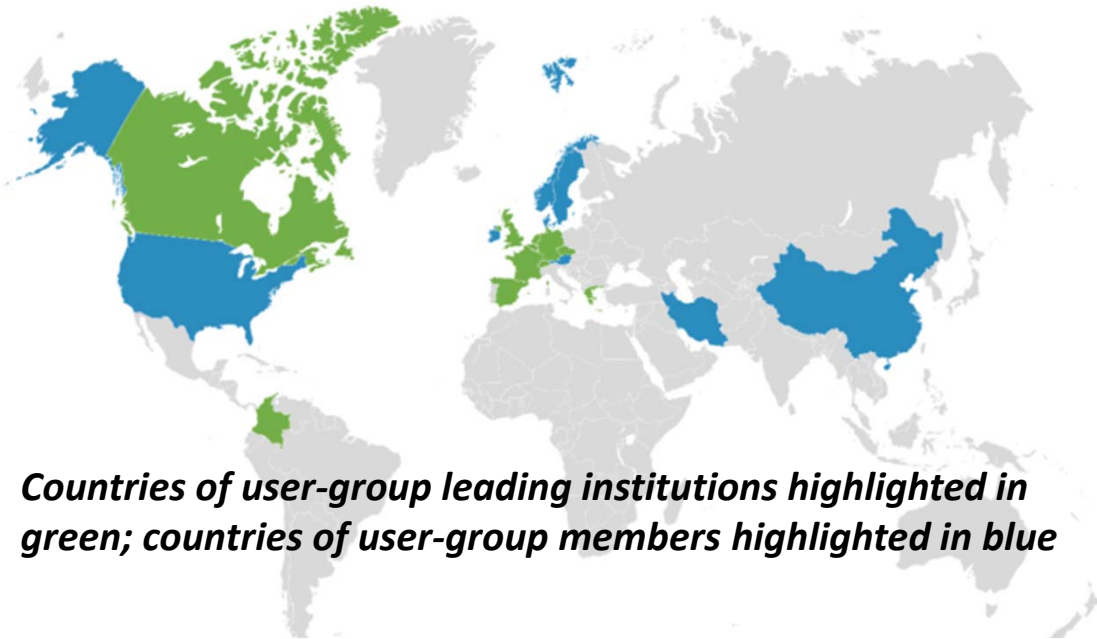 Countries of user-group leading institutions highlighted in
green; countries of user-group members highlighted in blue